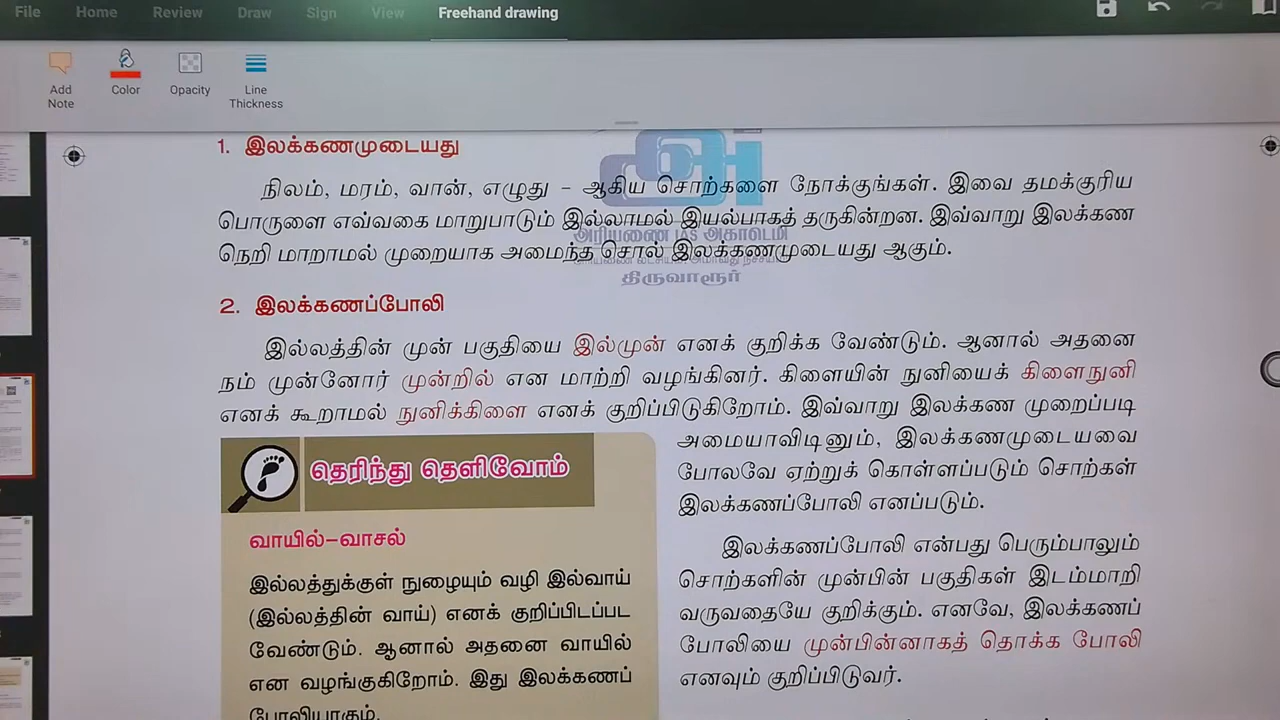 File Home Review Draw Sign View Freehand drawing
Add Note
Color
Opacity
Line Thickness
1. இலக்கணமுடையது
நிலம், மரம், வான், எழுது – ஆகிய சொற்களை நோக்குங்கள். இவை தமக்குரிய
பொருளை எவ்வகை மாறுபாடும் இல்லாமல் இயல்பாகத் தருகின்றன. இவ்வாறு இலக்கண
அரியணை IAS அகாடெமி
நெறி மாறாமல் முறையாக அமைந்த சொல் இலக்கணமுடையது ஆகும்.
திருவாரூர்
2. இலக்கணப்போலி
இல்லத்தின் முன் பகுதியை இல்முன் எனக் குறிக்க வேண்டும். ஆனால் அதனை
நம் முன்னோர் முன்றில் என மாற்றி வழங்கினர். கிளையின் நுனியைக் கிளைநுனி
எனக் கூறாமல் நுனிக்கிளை எனக் குறிப்பிடுகிறோம். இவ்வாறு இலக்கண முறைப்படி
அமையாவிடினும், இலக்கணமுடையவை
போலவே ஏற்றுக் கொள்ளப்படும் சொற்கள்
இலக்கணப்போலி எனப்படும்.
இலக்கணப்போலி என்பது பெரும்பாலும்
சொற்களின் முன்பின் பகுதிகள் இடம்மாறி
வருவதையே குறிக்கும். எனவே, இலக்கணப்
போலியை முன்பின்னாகத் தொக்க போலி
எனவும் குறிப்பிடுவர்.
தெரிந்து தெளிவோம்
வாயில்–வாசல்
இல்லத்துக்குள் நுழையும் வழி இல்வாய்
(இல்லத்தின் வாய்) எனக் குறிப்பிடப்பட
வேண்டும். ஆனால் அதனை வாயில்
என வழங்குகிறோம். இது இலக்கணப்
போலியாகும்.